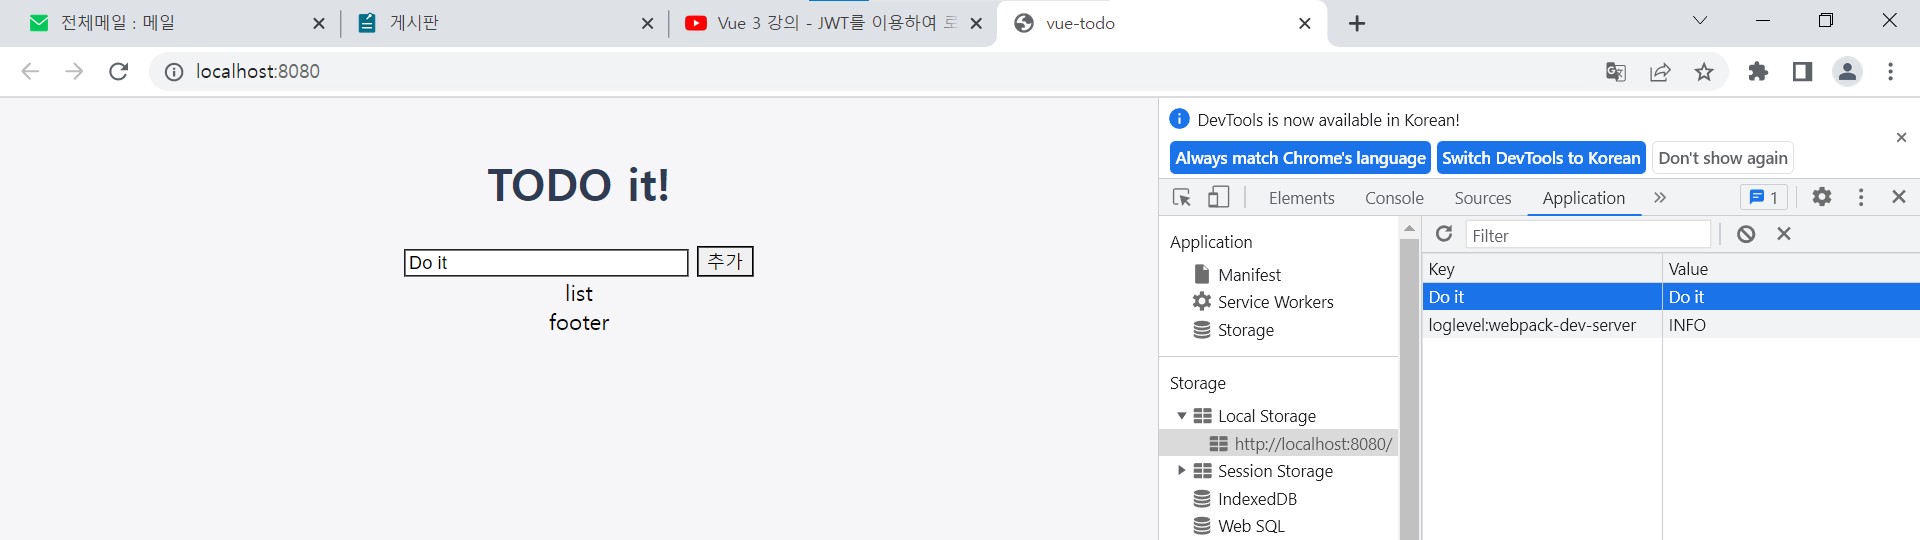 전체메일 : 메일
게시판
Vue 3 강의 - JWT를 이용하여 로
vue-todo
localhost:8080
TODO it!
Do it
추가
list
footer
DevTools is now available in Korean!
Always match Chrome's language
Switch DevTools to Korean
Don't show again
Elements
Console
Sources
Application
1
Application
Manifest
Service Workers
Storage
Storage
Local Storage
http://localhost:8080/
Session Storage
IndexedDB
Web SQL
Filter
Key Value
Do it Do it
loglevel:webpack-dev-server INFO